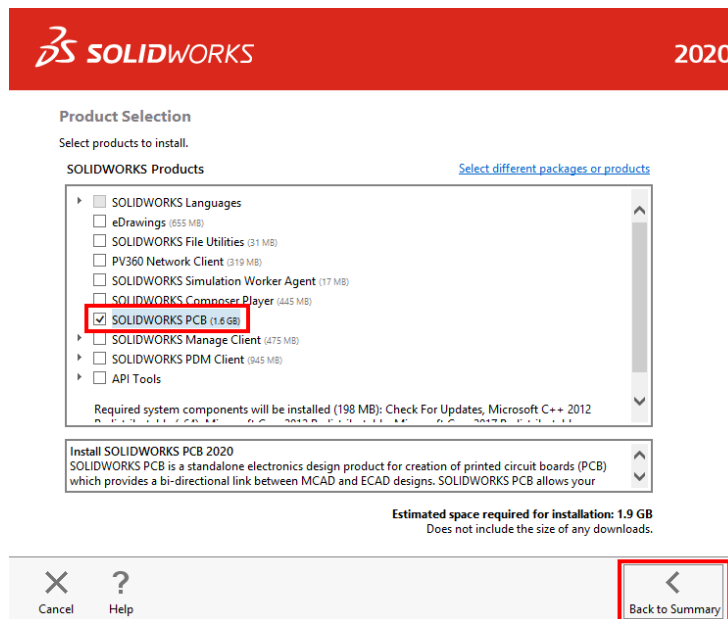 SOLIDWORKS 2020
Product Selection
Select products to install.
SOLIDWORKS Products Select different packages or products
SOLIDWORKS Languages
eDrawings (655 MB)
SOLIDWORKS File Utilities (31 MB)
PV360 Network Client (319 MB)
SOLIDWORKS Simulation Worker Agent (17 MB)
SOLIDWORKS Composer Player (445 MB)
SOLIDWORKS PCB (1.6 GB)
SOLIDWORKS Manage Client (475 MB)
SOLIDWORKS PDM Client (945 MB)
API Tools
Required system components will be installed (198 MB): Check For Updates, Microsoft C++ 2012
Install SOLIDWORKS PCB 2020
SOLIDWORKS PCB is a standalone electronics design product for creation of printed circuit boards (PCB)
which provides a bi-directional link between MCAD and ECAD designs. SOLIDWORKS PCB allows your
Estimated space required for installation: 1.9 GB
Does not include the size of any downloads.
Cancel Help Back to Summary